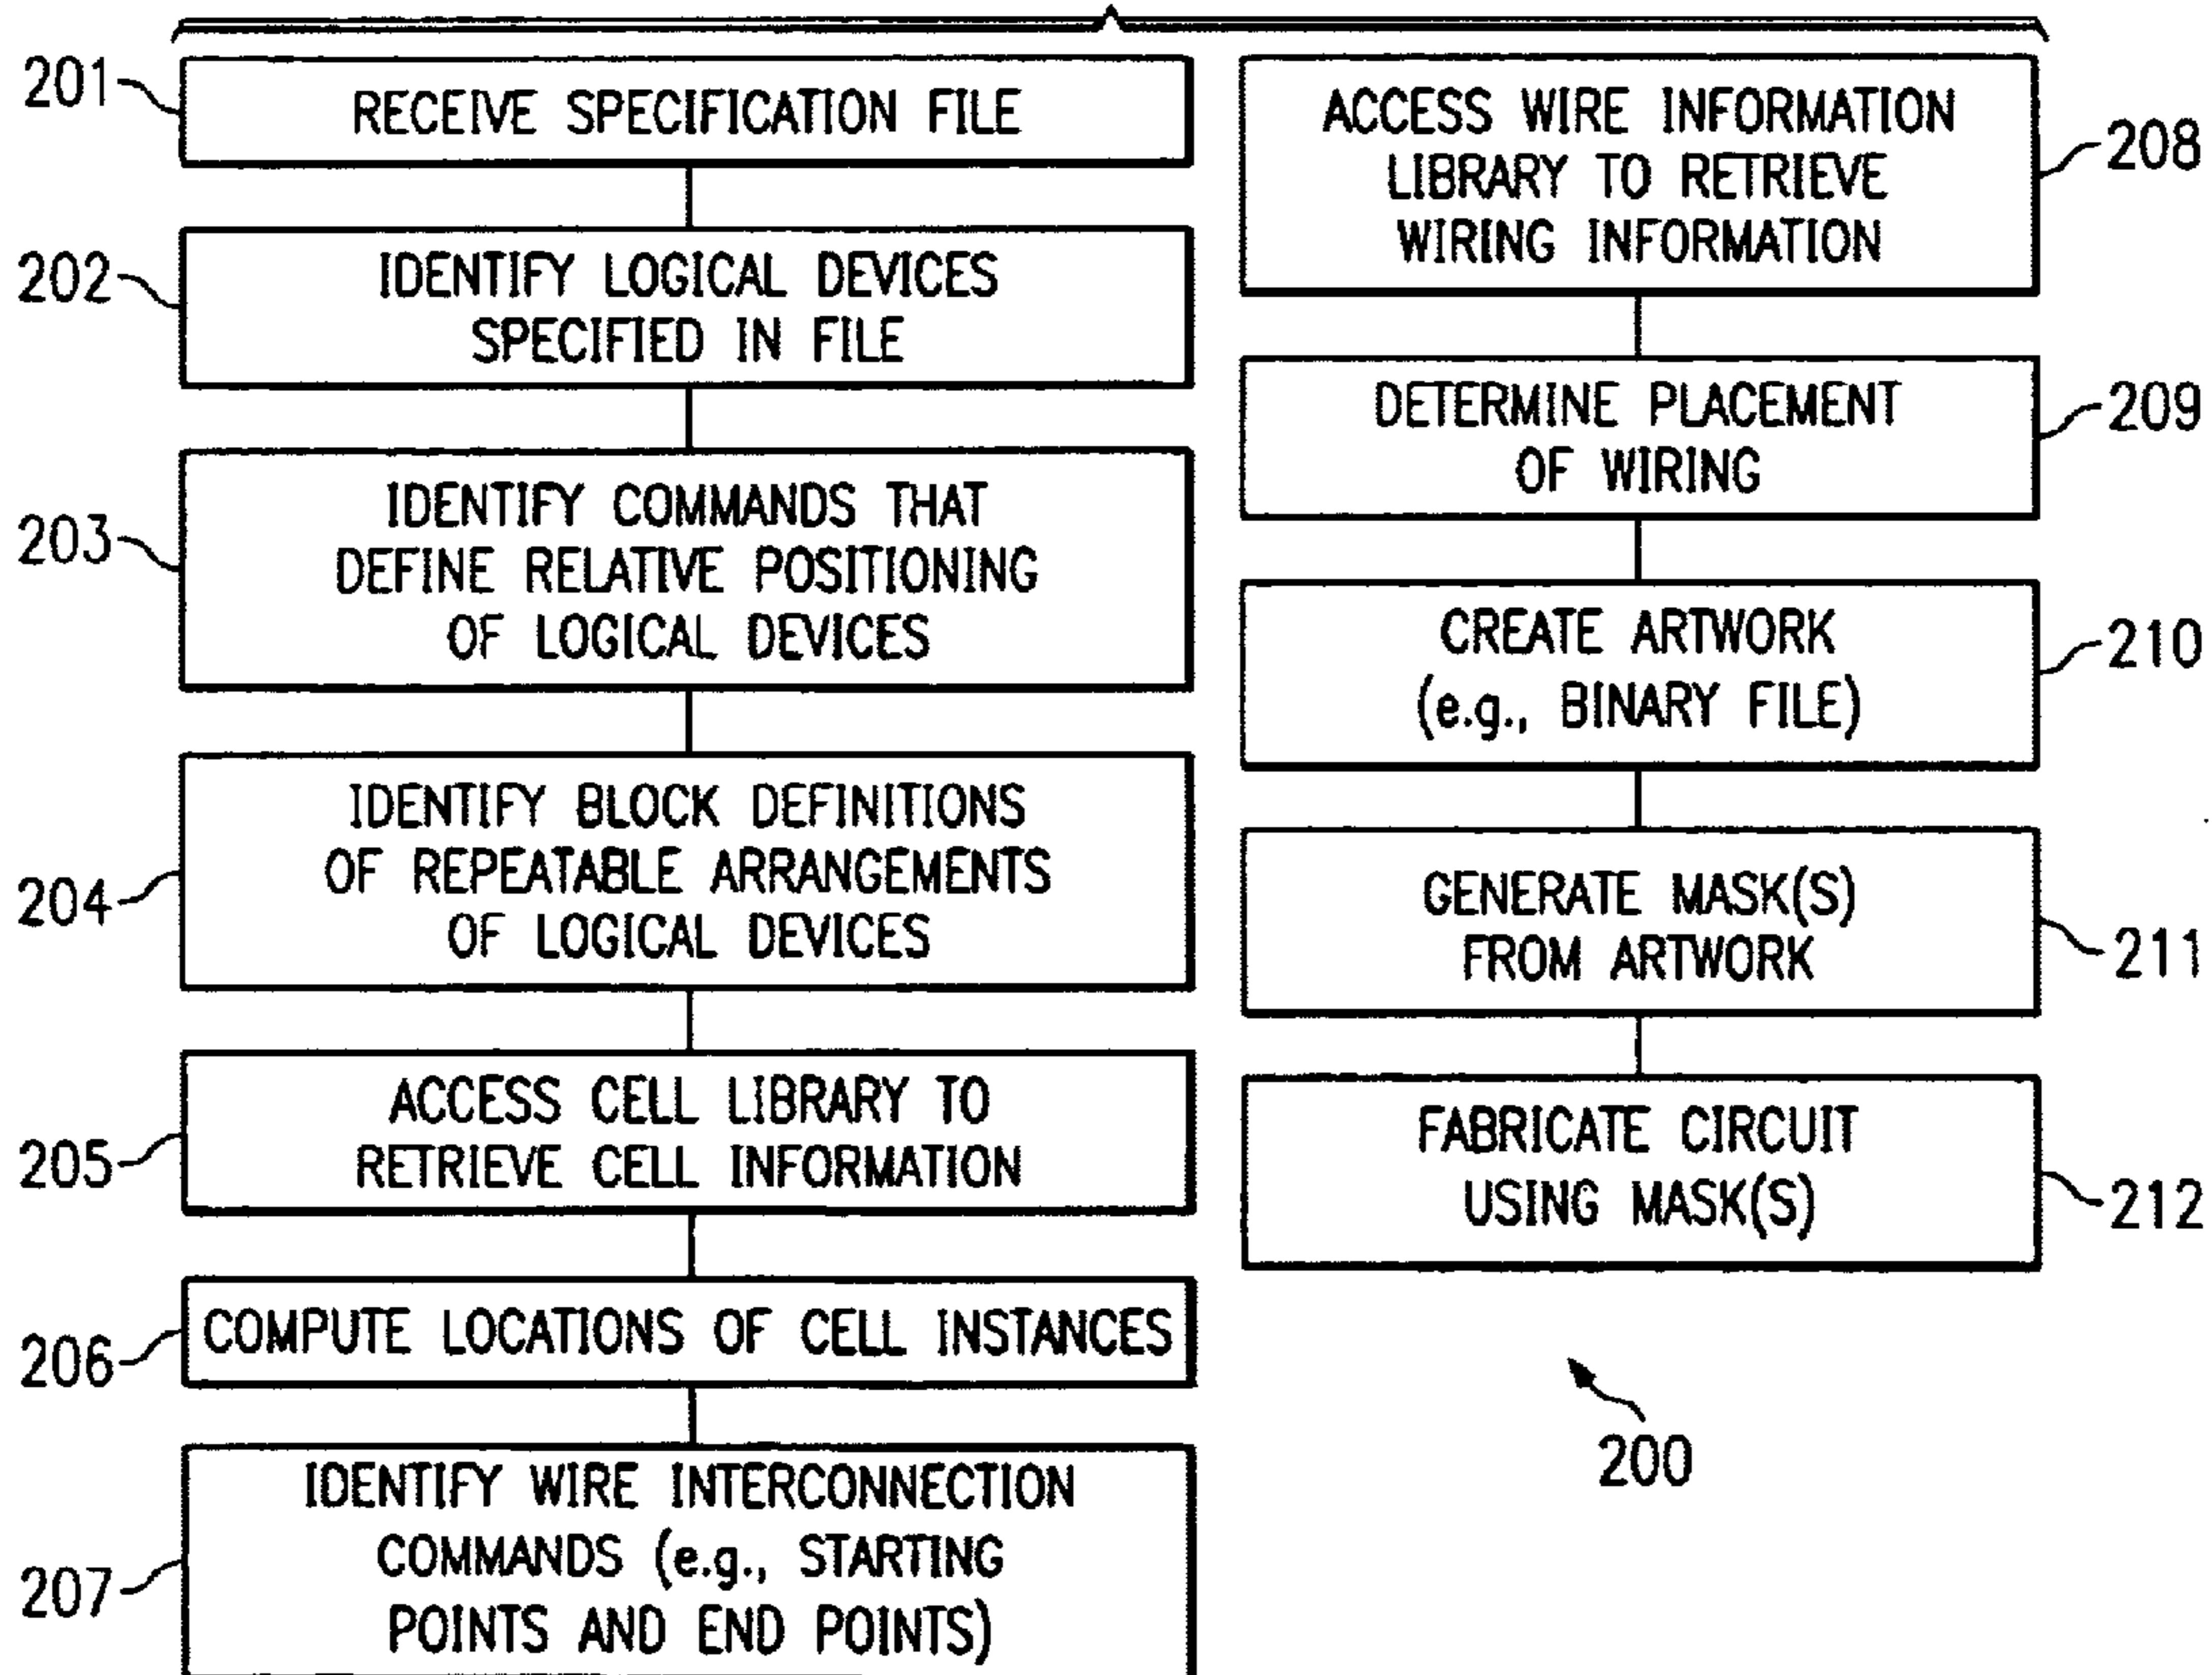 201
RECEIVE SPECIFICATION FILE
202
IDENTIFY LOGICAL DEVICES
SPECIFIED IN FILE
203
IDENTIFY COMMANDS THAT
DEFINE RELATIVE POSITIONING
OF LOGICAL DEVICES
204
IDENTIFY BLOCK DEFINITIONS
OF REPEATABLE ARRANGEMENTS
OF LOGICAL DEVICES
205
ACCESS CELL LIBRARY TO
RETRIEVE CELL INFORMATION
206
COMPUTE LOCATIONS OF CELL INSTANCES
207
IDENTIFY WIRE INTERCONNECTION
COMMANDS (e.g., STARTING
POINTS AND END POINTS)
ACCESS WIRE INFORMATION
LIBRARY TO RETRIEVE
WIRING INFORMATION
208
DETERMINE PLACEMENT
OF WIRING
209
CREATE ARTWORK
(e.g., BINARY FILE)
210
GENERATE MASK(S)
FROM ARTWORK
211
FABRICATE CIRCUIT
USING MASK(S)
212
200